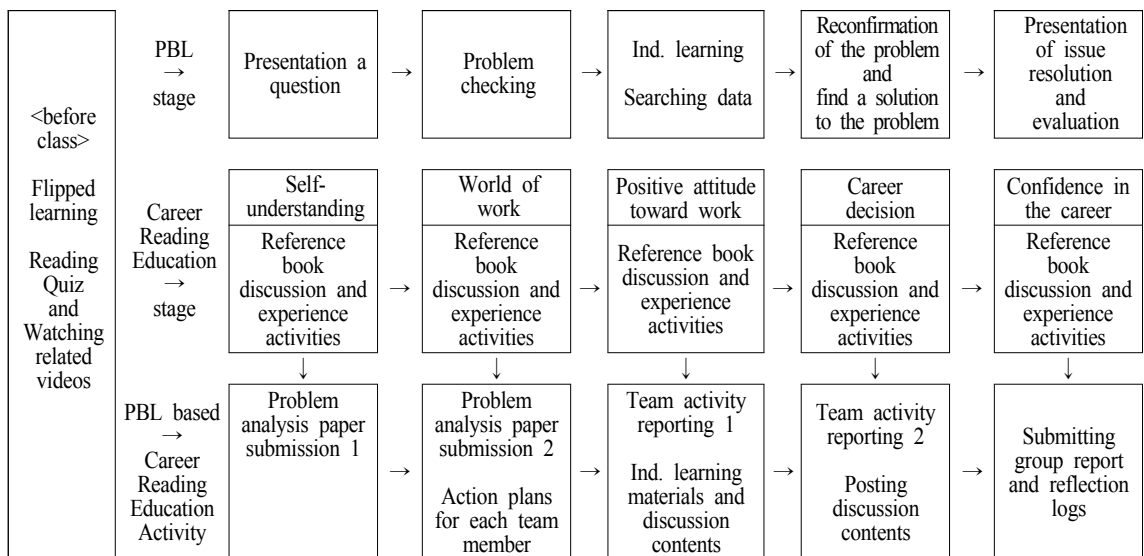 <before
class>
Flipped
learning
Reading
Quiz
and
Watching
related
videos
PBL
→
stage
Presentation a
question
→
Problem
checking
→
Ind. learning
Searching data
→
Reconfirmation
of the problem
and
find a solution
to the problem
→
Presentation
of issue
resolution
and
evaluation
Career
Reading
Education
→
stage
Self-
understanding
World of
work
Positive attitude
toward work
Career
decision
Confidence in
the career
Reference
book
discussion and
experience
activities
→
Reference
book
discussion and
experience
activities
→
Reference book
discussion and
experience
activities
→
Reference
book
discussion and
experience
activities
→
Reference
book
discussion and
experience
activities
↓ ↓ ↓ ↓ ↓
PBL based
→
Career
Reading
Education
Activity
Problem
analysis paper
submission 1
→
Problem
analysis paper
submission 2
Action plans
for each team
member
→
Team activity
reporting 1
Ind. learning
materials and
discussion
contents
→
Team activity
reporting 2
Posting
discussion
contents
→
Submitting
group report
and reflection
logs